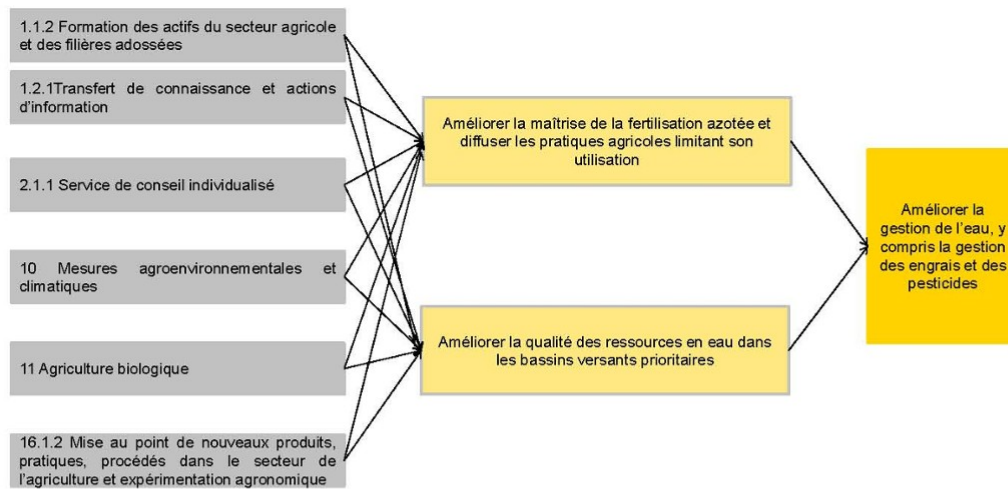 1.1.2 Formation des actifs du secteur agricole
et des filières adossées
1.2.1Transfert de connaissance et actions
d'information
2.1.1 Service de conseil individualisé
10 Mesures agroenvironnementales et
climatiques
11 Agriculture biologique
16.1.2 Mise au point de nouveaux produits,
pratiques, procédés dans le secteur de
l'agriculture et expérimentation agronomique
Améliorer la maîtrise de la fertilisation azotée et
diffuser les pratiques agricoles limitant son
utilisation
Améliorer la qualité des ressources en eau dans
les bassins versants prioritaires
Améliorer la
gestion de l'eau, y
compris la gestion
des engrais et des
pesticides